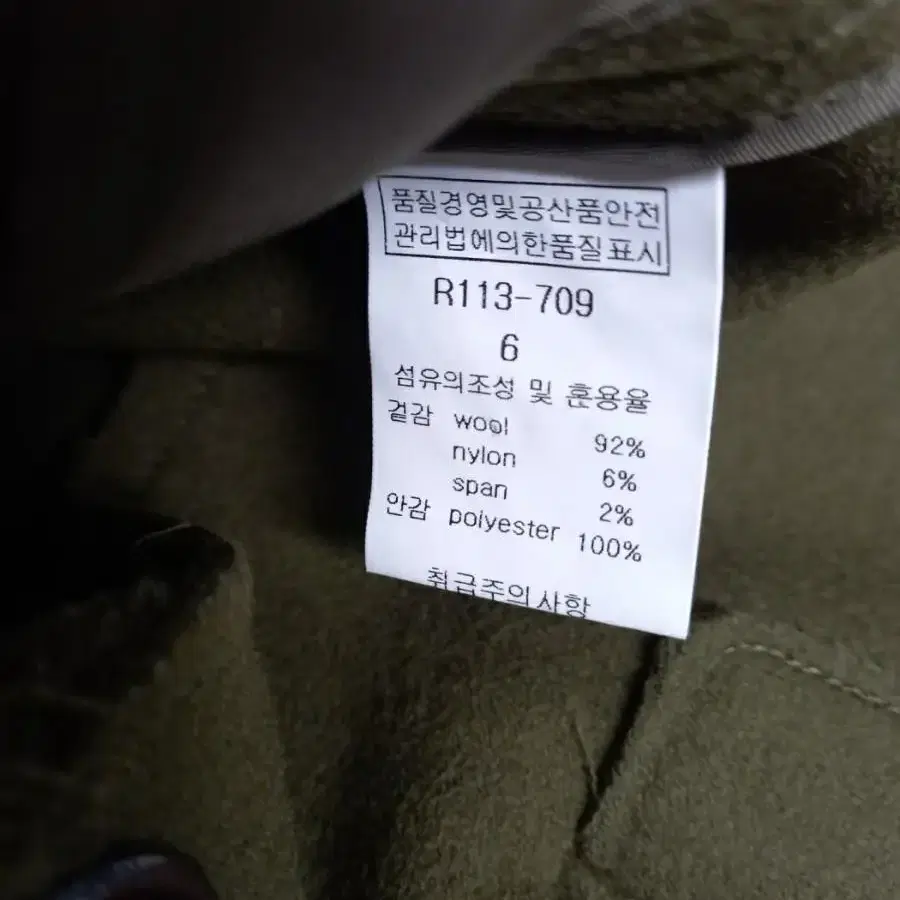 품질경영및공산품안전
관리법에의한품질표시
R113-709
6
섬유의조성 및 혼용율
겉감 wool 92%
nylon 6%
span 2%
안감 polyester 100%
취급주의사항